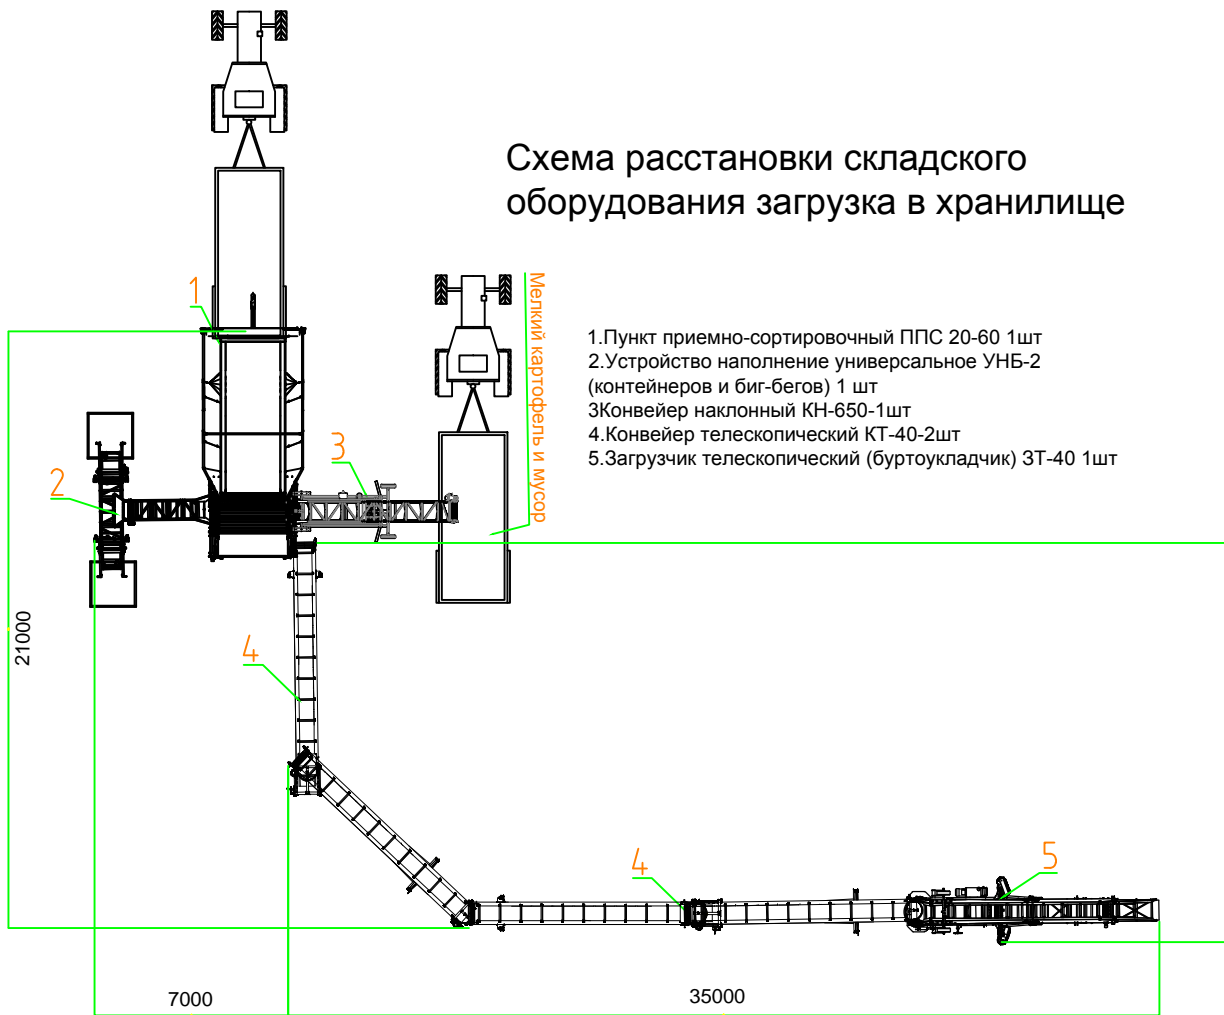 Схема расстановки складского
оборудования загрузка в хранилище
1
Мелкий картофель и мусор
1.Пункт приемно-сортировочный ППС 20-60 1шт
2.Устройство наполнение универсальное УНБ-2
(контейнеров и биг-бегов) 1 шт
3Конвейер наклонный КН-650-1шт
4.Конвейер телескопический КТ-40-2шт
5.Загрузчик телескопический (буртоукладчик) ЗТ-40 1шт
3
2
21000
4
4
5
7000
35000